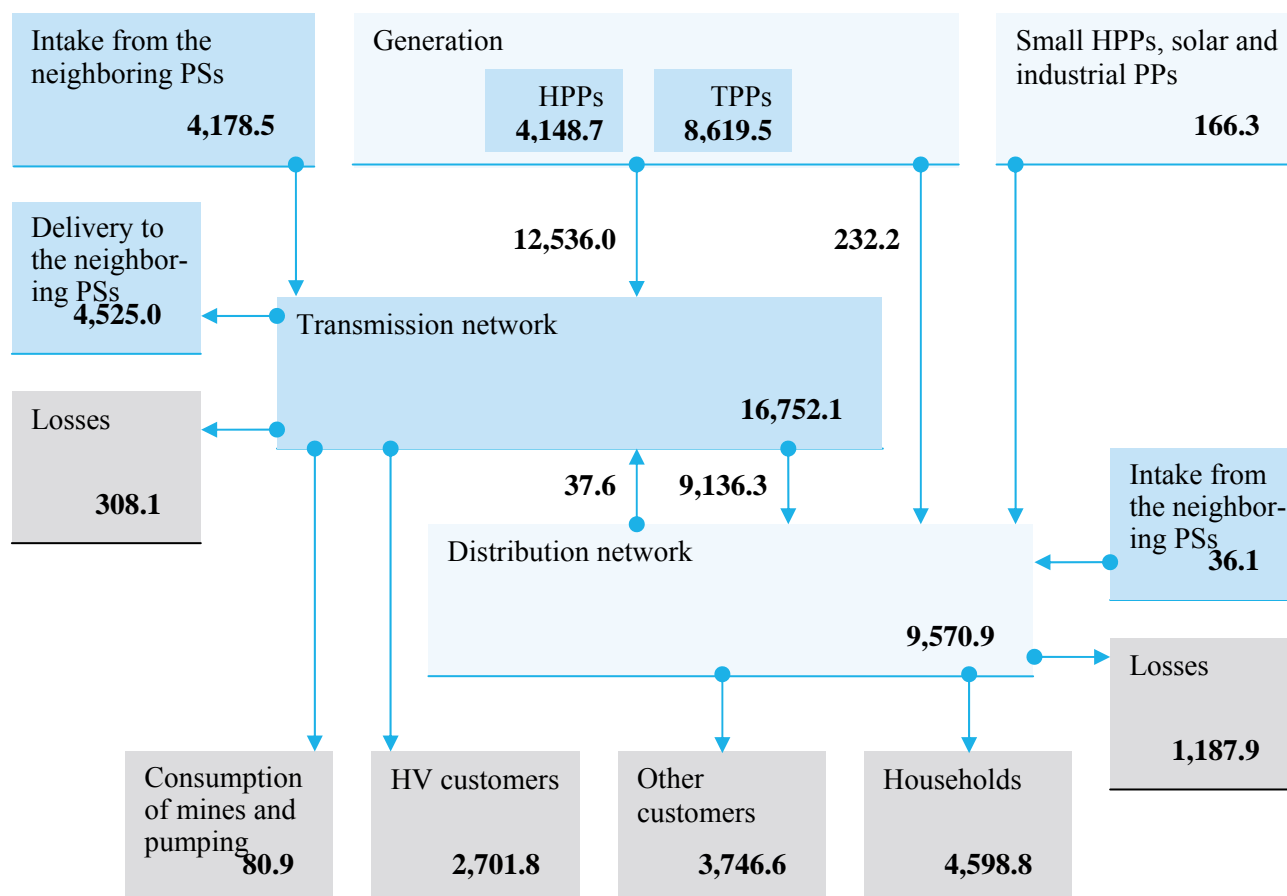 Intake from the
neighboring PSs
4,178.5
Generation
HPPs
4,148.7
TPPs
8,619.5
Small HPPs, solar and
industrial PPs
166.3
Delivery to
the neighbor-
ing PSs
4,525.0
12,536.0
232.2
Transmission network
16,752.1
Losses
308.1
37.6
9,136.3
Intake from
the neighbor-
ing PSs
36.1
Distribution network
9,570.9
Losses
1,187.9
Consumption
of mines and
pumping
80.9
HV customers
2,701.8
Other
customers
3,746.6
Households
4,598.8